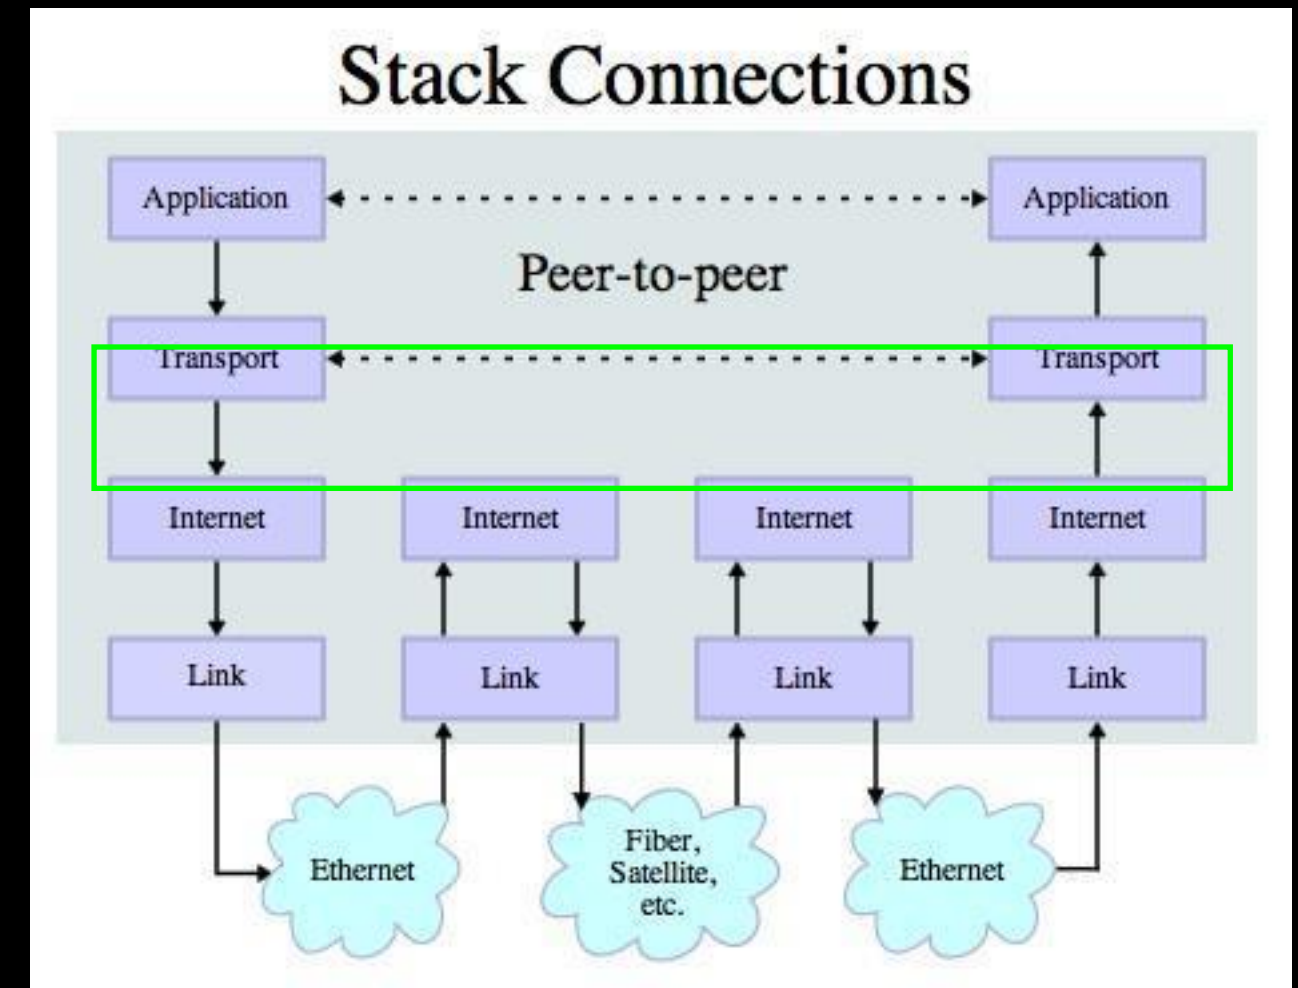 Stack Connections
Application
Application
Peer-to-peer
Transport
Transport
Internet
Internet
Internet
Internet
Link
Link
Link
Link
Ethernet
Fiber,
Satellite,
etc.
Ethernet